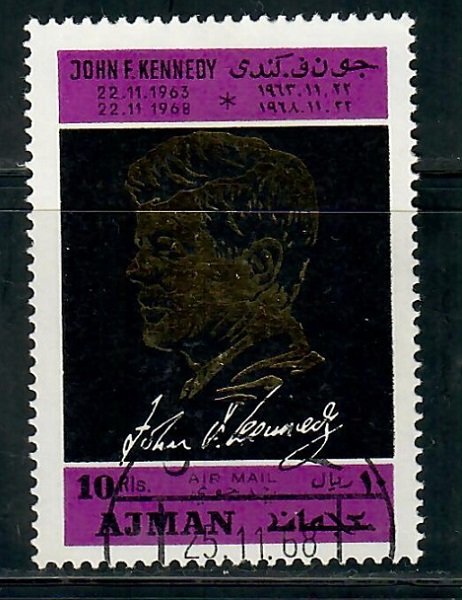 JOHN F. KENNEDY جون ف. كندي
22.11.1963 ١٩٦٣.١١.٢٢
22.11.1968 * ١٩٦٨.١١.٢٢
John F. Kennedy
AIR MAIL
10 Rls. بريد جوي ١٠ ريال
AJMAN عجمان
25.11.68